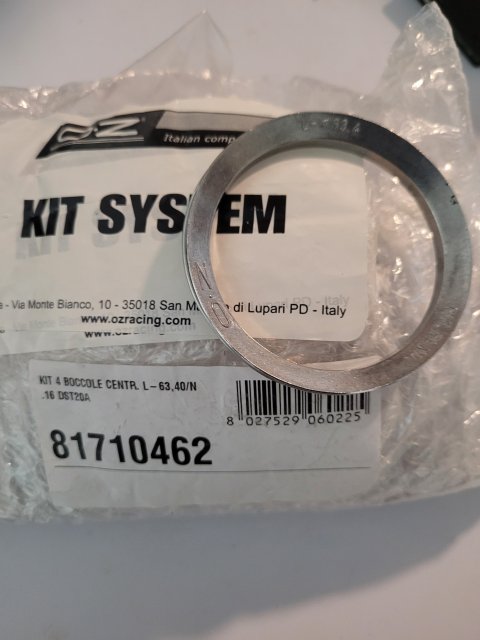 OZ
Italian comp
KIT SYSTEM
- Via Monte Bianco, 10 - 35018 San M di Lupari PD - Italy
www.ozracing.com
KIT 4 BOCCOLE CENTR. L-63,40/N
.16 DST20A
8 027529 060225
81710462
O.Z.